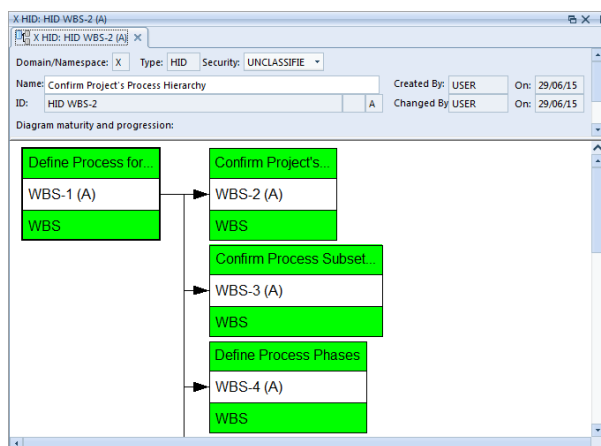 X HID: HID WBS-2 (A)
X HID: HID WBS-2 (A)
Domain/Namespace: X Type: HID Security: UNCLASSIFIE
Name: Confirm Project's Process Hierarchy Created By: USER On: 29/06/15
ID: HID WBS-2 A Changed By USER On: 29/06/15
Diagram maturity and progression:
Define Process for... Confirm Project's...
WBS-1 (A) WBS-2 (A)
WBS WBS
Confirm Process Subset...
WBS-3 (A)
WBS
Define Process Phases
WBS-4 (A)
WBS